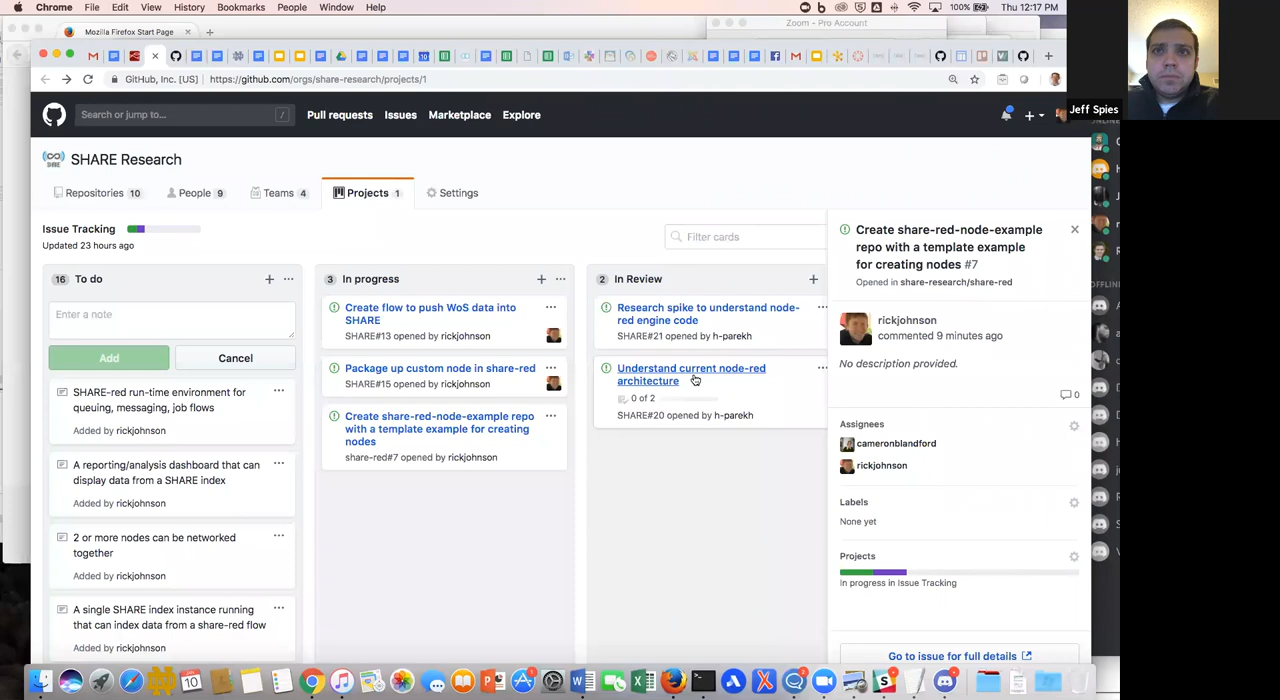 Chrome File Edit View History Bookmarks People Window Help
100% Thu 12:17 PM
Mozilla Firefox Start Page
Zoom - Pro Account
GitHub, Inc. [US] https://github.com/orgs/share-research/projects/1
Search or jump to... /
Pull requests Issues Marketplace Explore
Jeff Spies
SHARE
SHARE Research
Repositories 10 People 9 Teams 4 Projects 1 Settings
Issue Tracking
Updated 23 hours ago
Filter cards
16 To do
Enter a note
Add Cancel
SHARE-red run-time environment for
queuing, messaging, job flows
Added by rickjohnson
A reporting/analysis dashboard that can
display data from a SHARE index
Added by rickjohnson
2 or more nodes can be networked
together
Added by rickjohnson
A single SHARE index instance running
that can index data from a share-red flow
Added by rickjohnson
3 In progress
Create flow to push WoS data into
SHARE
SHARE#13 opened by rickjohnson
Package up custom node in share-red
SHARE#15 opened by rickjohnson
Create share-red-node-example repo
with a template example for creating
nodes
share-red#7 opened by rickjohnson
2 In Review
Research spike to understand node-
red engine code
SHARE#21 opened by h-parekh
Understand current node-red
architecture
0 of 2
SHARE#20 opened by h-parekh
Create share-red-node-example
repo with a template example
for creating nodes #7
Opened in share-research/share-red
rickjohnson
commented 9 minutes ago
No description provided.
0
Assignees
cameronblandford
rickjohnson
Labels
None yet
Projects
In progress in Issue Tracking
Go to issue for full details